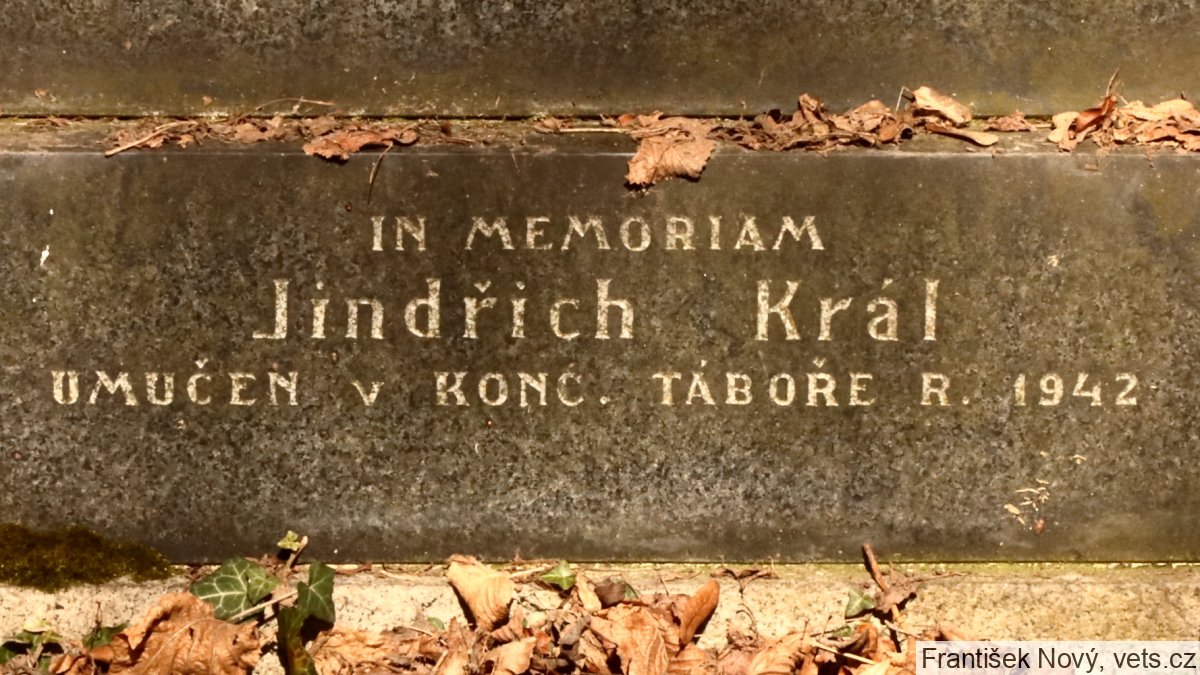 IN MEMORIAM
Jindřich Král
UMUČEN v KONC. TÁBOŘE R. 1942
František Nový, vets.cz